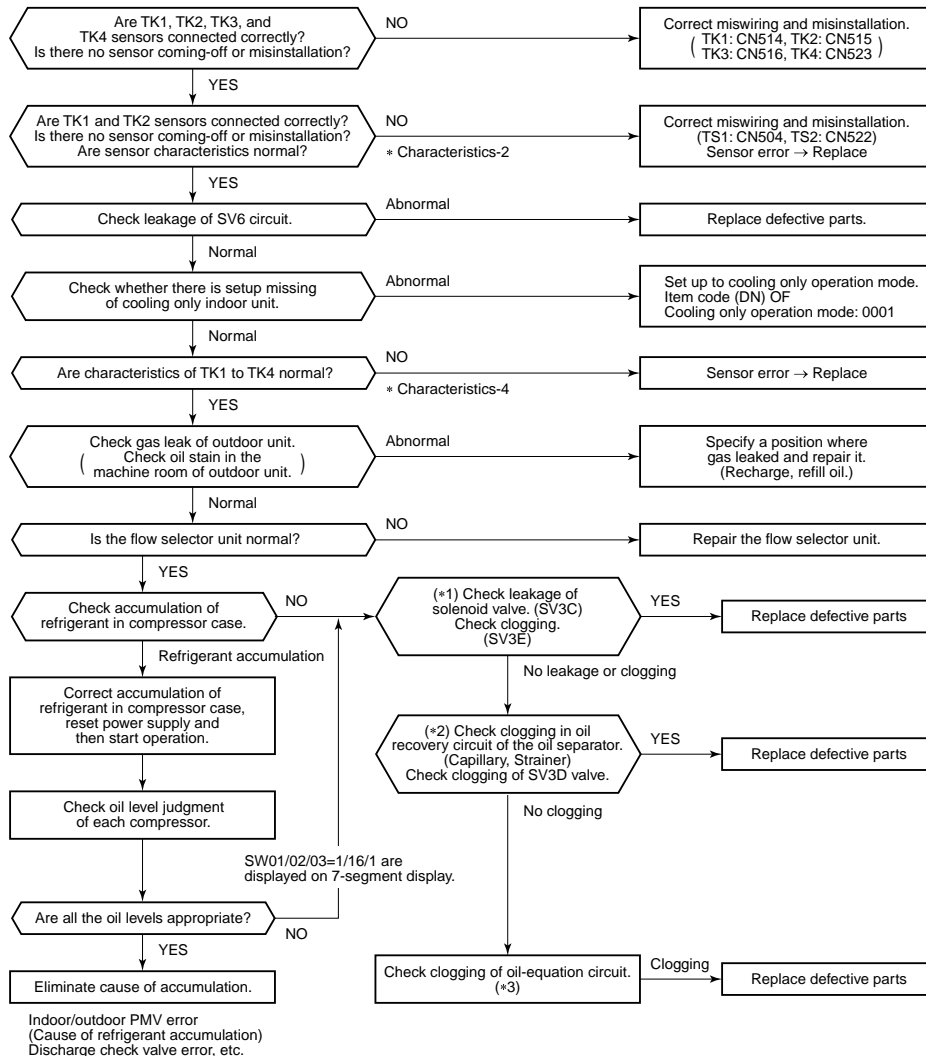 Are TK1, TK2, TK3, and
TK4 sensors connected correctly?
Is there no sensor coming-off or misinstallation?
NO
Correct miswiring and misinstallation.
( TK1: CN514, TK2: CN515
TK3: CN516, TK4: CN523 )
YES
Are TK1 and TK2 sensors connected correctly?
Is there no sensor coming-off or misinstallation?
Are sensor characteristics normal?
NO
* Characteristics-2
Correct miswiring and misinstallation.
(TS1: CN504, TS2: CN522)
Sensor error → Replace
YES
Check leakage of SV6 circuit.
Abnormal
Replace defective parts.
Normal
Check whether there is setup missing
of cooling only indoor unit.
Abnormal
Set up to cooling only operation mode.
Item code (DN) OF
Cooling only operation mode: 0001
Normal
Are characteristics of TK1 to TK4 normal?
NO
* Characteristics-4
Sensor error → Replace
YES
Check gas leak of outdoor unit.
( Check oil stain in the
machine room of outdoor unit. )
Abnormal
Specify a position where
gas leaked and repair it.
(Recharge, refill oil.)
Normal
Is the flow selector unit normal?
NO
Repair the flow selector unit.
YES
Check accumulation of
refrigerant in compressor case.
NO
(*1) Check leakage of
solenoid valve. (SV3C)
Check clogging.
(SV3E)
YES
Replace defective parts
Refrigerant accumulation
No leakage or clogging
Correct accumulation of
refrigerant in compressor case,
reset power supply and
then start operation.
(*2) Check clogging in oil
recovery circuit of the oil separator.
(Capillary, Strainer)
Check clogging of SV3D valve.
YES
Replace defective parts
Check oil level judgment
of each compressor.
No clogging
SW01/02/03=1/16/1 are
displayed on 7-segment display.
Are all the oil levels appropriate?
NO
YES
Eliminate cause of accumulation.
Check clogging of oil-equation circuit.
(*3)
Clogging
Replace defective parts
Indoor/outdoor PMV error
(Cause of refrigerant accumulation)
Discharge check valve error, etc.